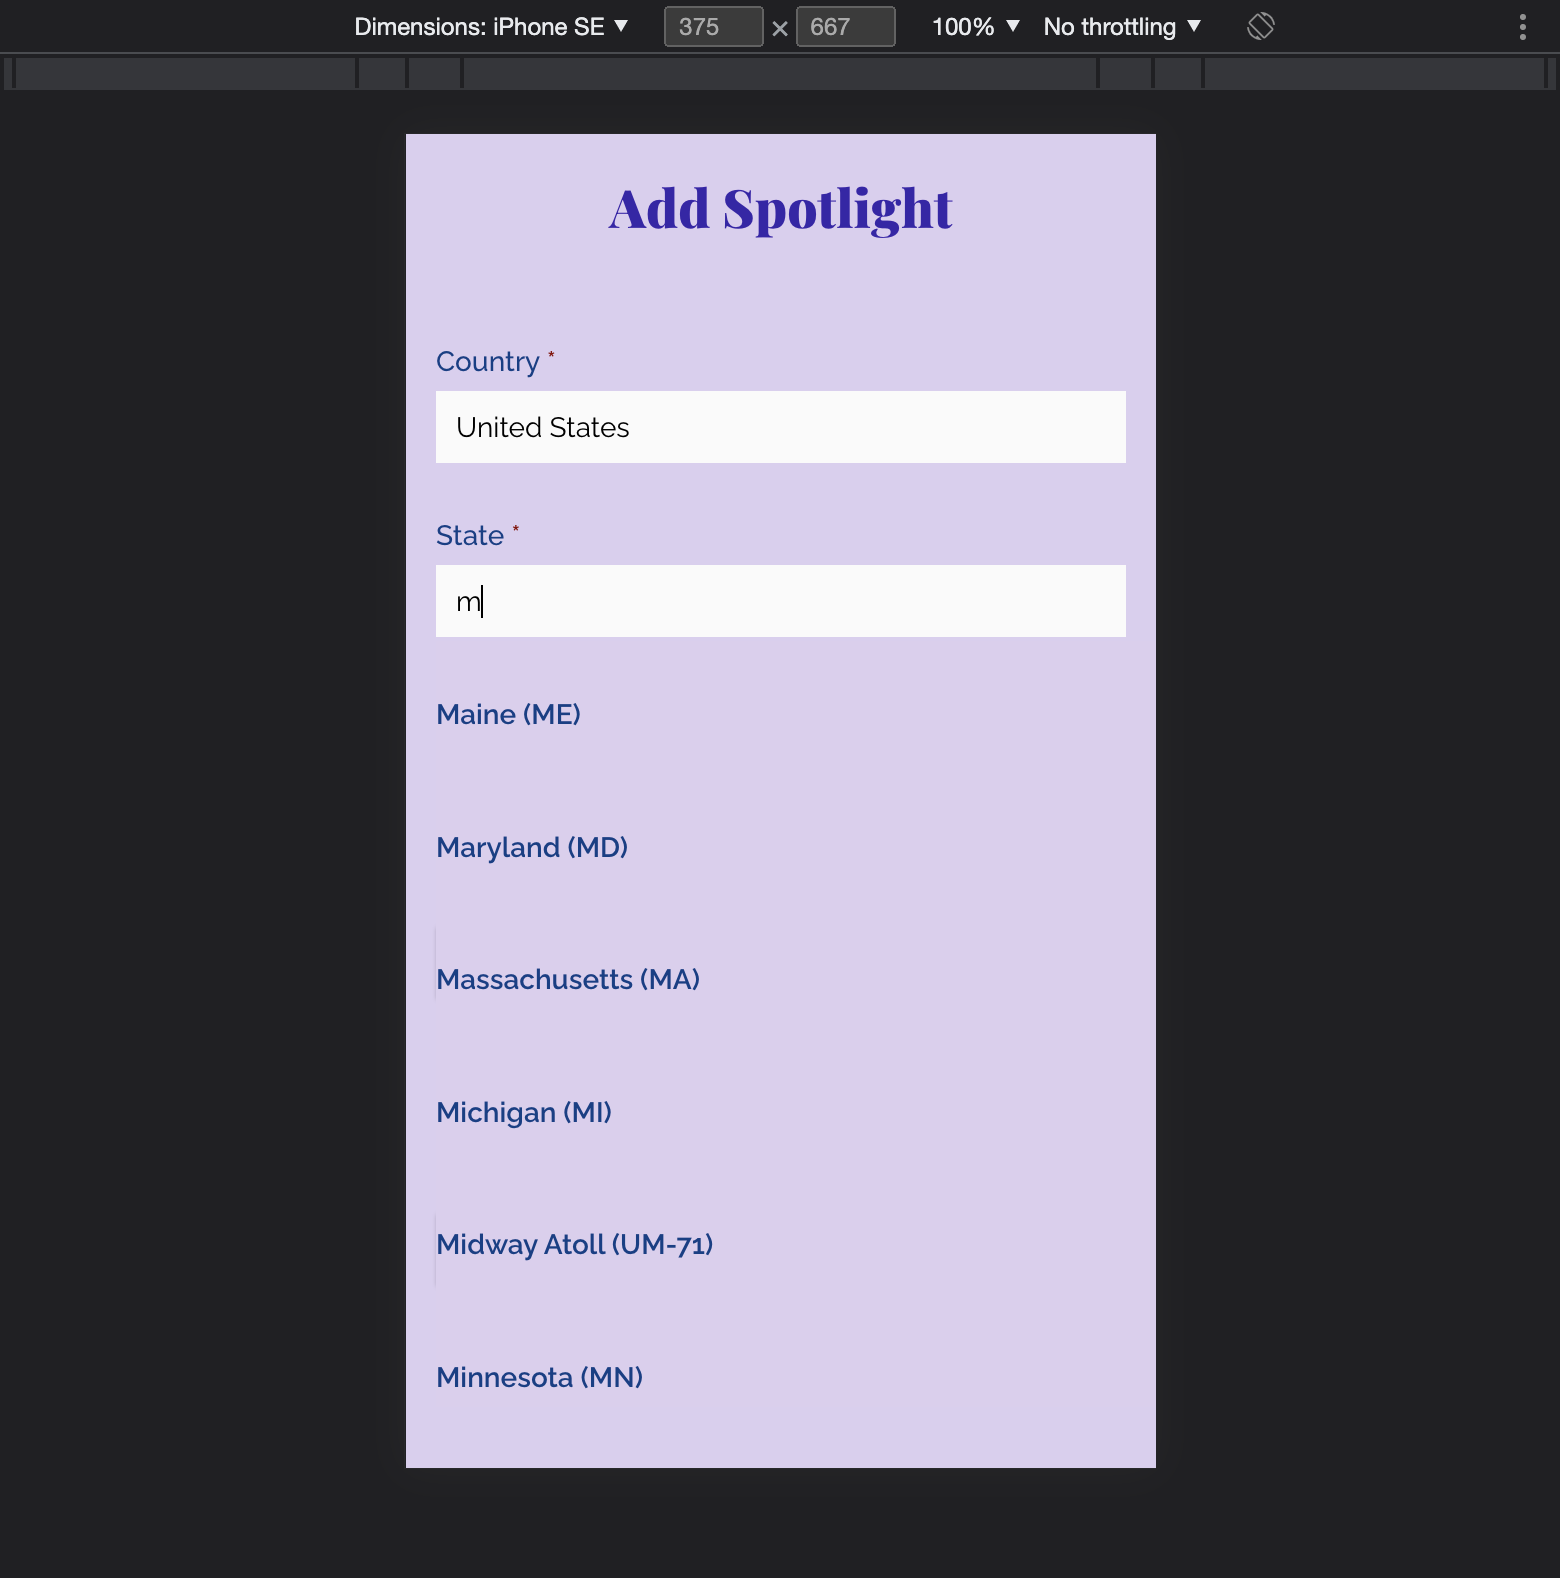 Dimensions: iPhone SE ▼ 375 × 667 100% ▼ No throttling ▼
Add Spotlight
Country *
United States
State *
m
Maine (ME)
Maryland (MD)
Massachusetts (MA)
Michigan (MI)
Midway Atoll (UM-71)
Minnesota (MN)